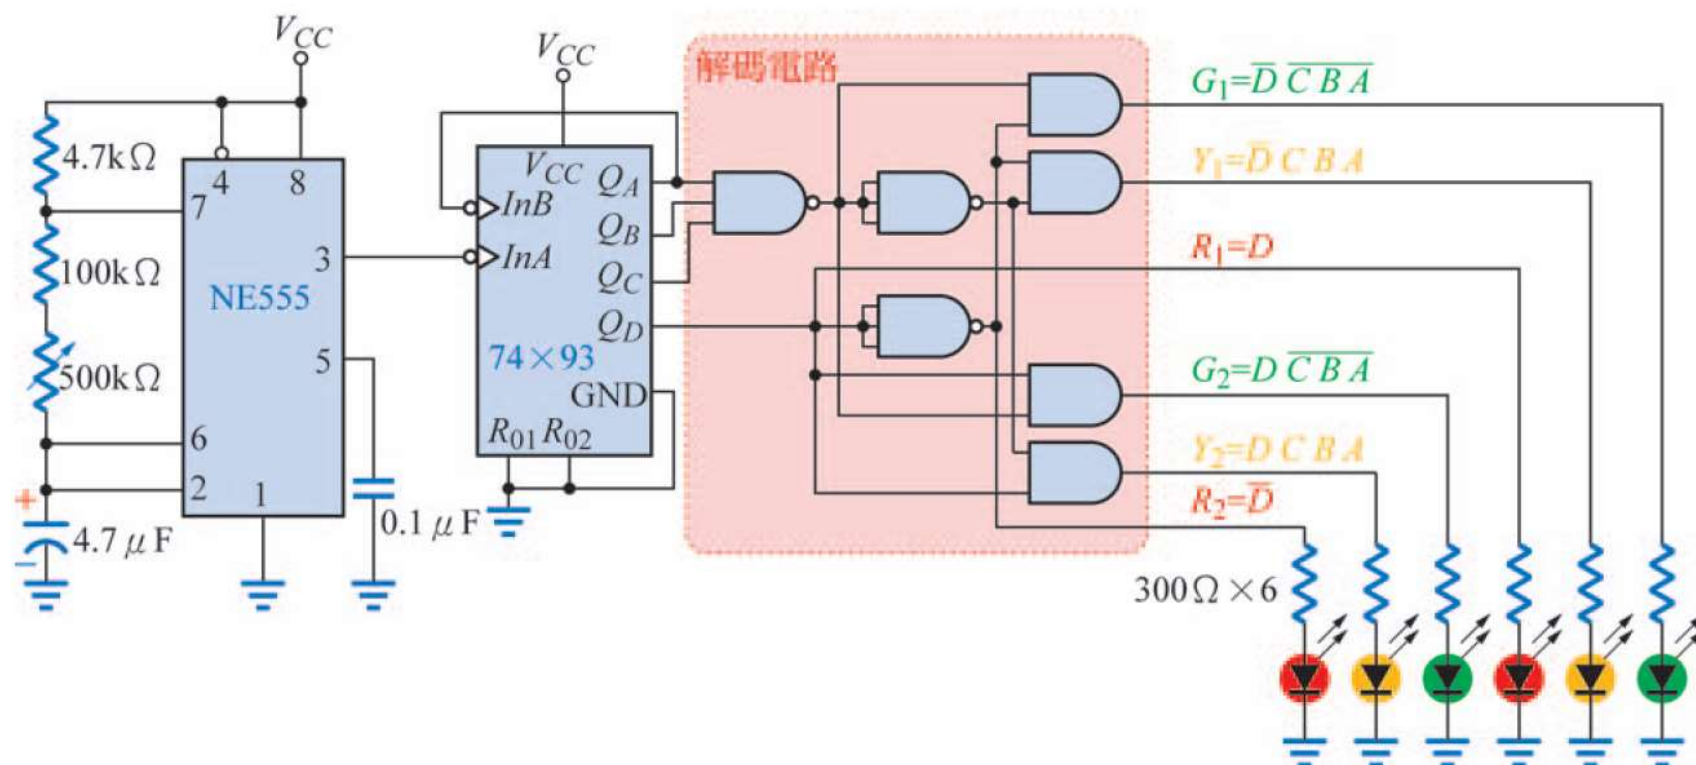 V_CC
4.7kΩ
100kΩ
500kΩ
4.7μF
+
−
4
8
7
3
NE555
5
6
2
1
0.1μF
V_CC
V_CC
Q_A
InB
Q_B
InA
Q_C
Q_D
74×93
GND
R_01 R_02
解碼電路
G₁=D̅ C̅ ̅B̅ ̅A̅
Y₁=D̅ C B A
R₁=D
G₂=D C̅ ̅B̅ ̅A̅
Y₂=D C B A
R₂=D̅
300Ω×6